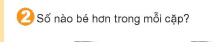 2 Số nào bé hơn trong mỗi cặp?